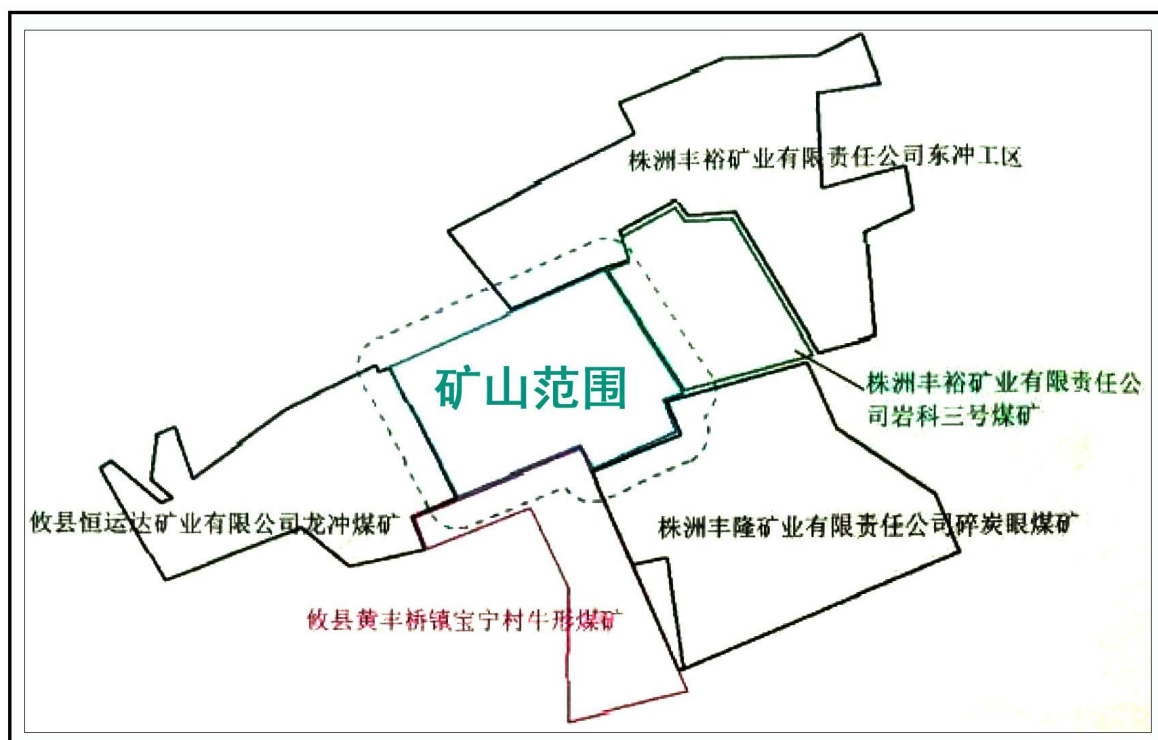 株洲丰裕矿业有限责任公司东冲工区
矿山范围
株洲丰裕矿业有限责任公
司岩科三号煤矿
攸县恒运达矿业有限公司龙冲煤矿
株洲丰隆矿业有限责任公司碎炭眼煤矿
攸县黄丰桥镇宝宁村牛形煤矿